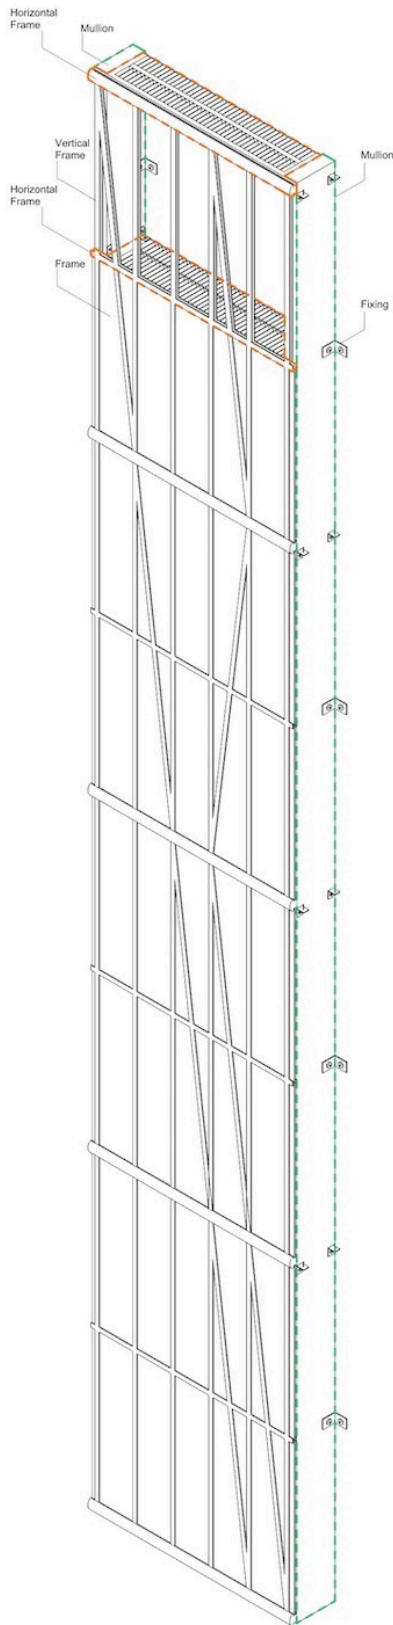 Horizontal
Frame
Mullion
Vertical
Frame
Mullion
Horizontal
Frame
Frame
Fixing